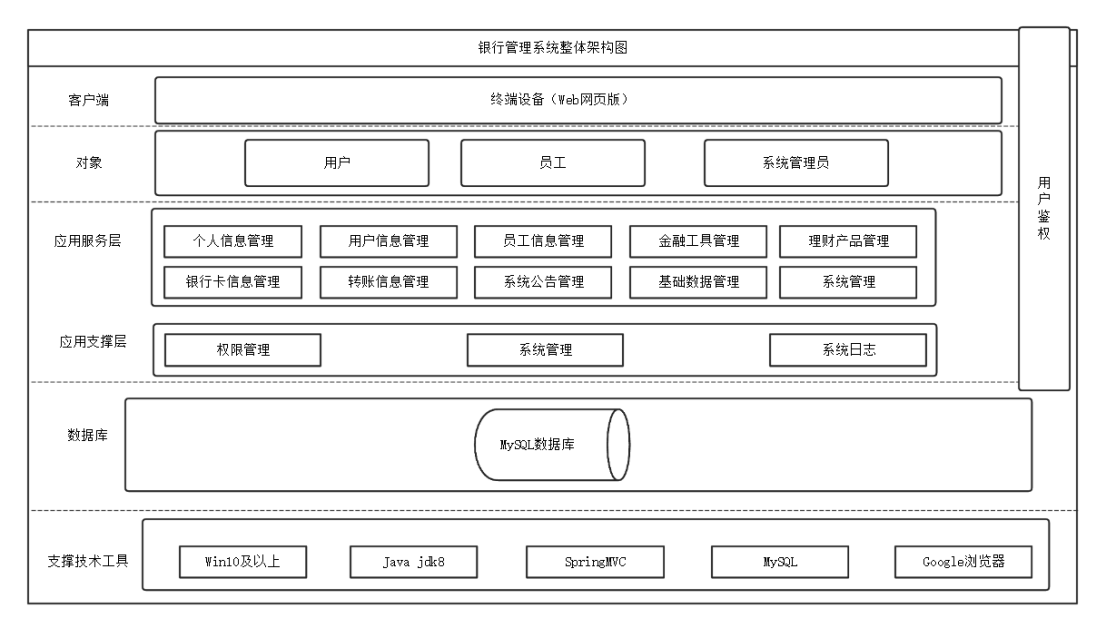 银行管理系统整体架构图
客户端
终端设备（Web网页版）
对象
用户
员工
系统管理员
用户鉴权
应用服务层
个人信息管理
用户信息管理
员工信息管理
金融工具管理
理财产品管理
银行卡信息管理
转账信息管理
系统公告管理
基础数据管理
系统管理
应用支撑层
权限管理
系统管理
系统日志
数据库
MySQL数据库
支撑技术工具
Win10及以上
Java jdk8
SpringMVC
MySQL
Google浏览器